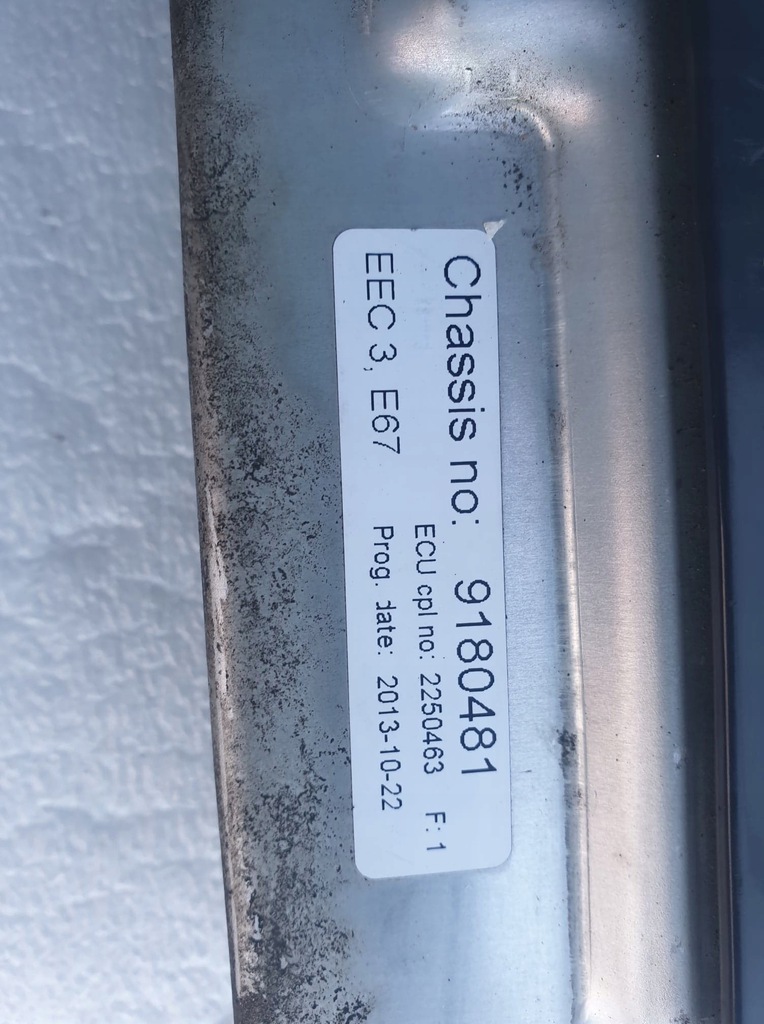 Chassis no: 9180481
ECU cpl no: 2250463 F: 1
EEC 3, E67 Prog. date: 2013-10-22